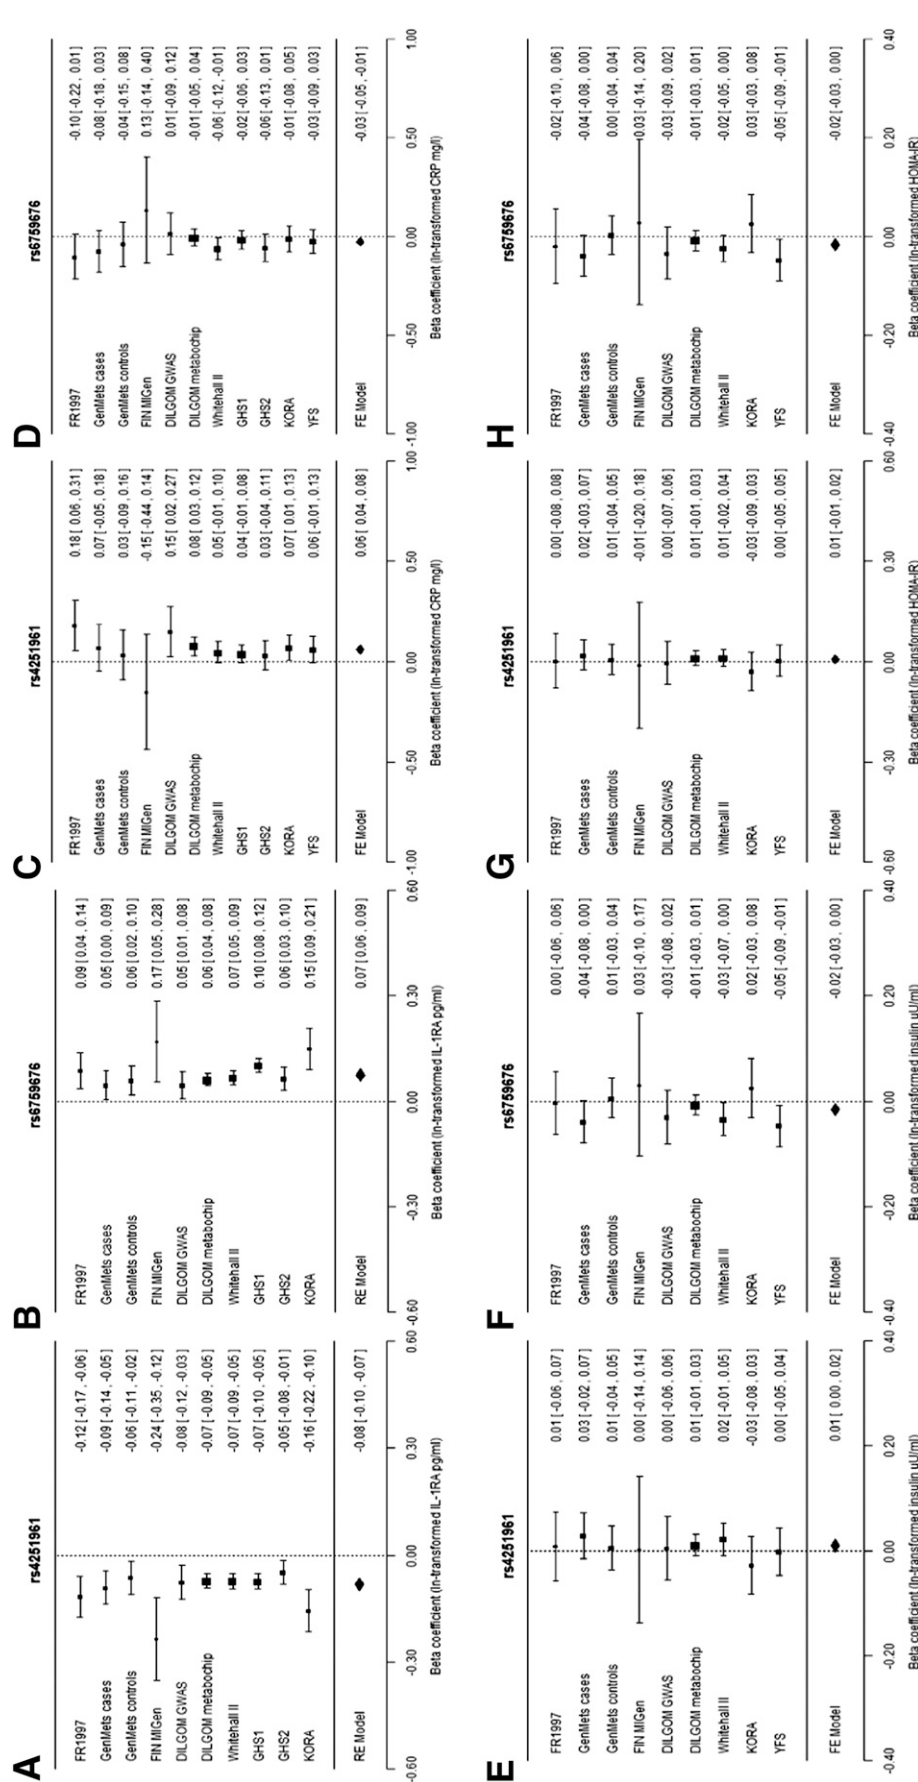 A
rs4251961
FR1997 -0.12 [ -0.17 , -0.06 ]
GenMets cases -0.09 [ -0.14 , -0.05 ]
GenMets controls -0.06 [ -0.11 , -0.02 ]
FIN MIGen -0.24 [ -0.35 , -0.12 ]
DILGOM GWAS -0.08 [ -0.12 , -0.03 ]
DILGOM metabochip -0.07 [ -0.09 , -0.05 ]
Whitehall II -0.07 [ -0.09 , -0.05 ]
GHS1 -0.07 [ -0.10 , -0.05 ]
GHS2 -0.05 [ -0.08 , -0.01 ]
KORA -0.16 [ -0.22 , -0.10 ]
RE Model -0.08 [ -0.10 , -0.07 ]
-0.60 -0.30 0.00 0.30 0.60
Beta coefficient (ln-transformed IL-1RA pg/ml)
B
rs6759676
FR1997 0.09 [ 0.04 , 0.14 ]
GenMets cases 0.05 [ 0.00 , 0.09 ]
GenMets controls 0.06 [ 0.02 , 0.10 ]
FIN MIGen 0.17 [ 0.05 , 0.28 ]
DILGOM GWAS 0.05 [ 0.01 , 0.08 ]
DILGOM metabochip 0.06 [ 0.04 , 0.08 ]
Whitehall II 0.07 [ 0.05 , 0.09 ]
GHS1 0.10 [ 0.08 , 0.12 ]
GHS2 0.06 [ 0.03 , 0.10 ]
KORA 0.15 [ 0.09 , 0.21 ]
RE Model 0.07 [ 0.06 , 0.09 ]
-0.60 -0.30 0.00 0.30 0.60
Beta coefficient (ln-transformed IL-1RA pg/ml)
C
rs4251961
FR1997 0.18 [ 0.06 , 0.31 ]
GenMets cases 0.07 [ -0.05 , 0.18 ]
GenMets controls 0.03 [ -0.09 , 0.16 ]
FIN MIGen -0.15 [ -0.44 , 0.14 ]
DILGOM GWAS 0.15 [ 0.02 , 0.27 ]
DILGOM metabochip 0.08 [ 0.03 , 0.12 ]
Whitehall II 0.05 [ -0.01 , 0.10 ]
GHS1 0.04 [ -0.01 , 0.08 ]
GHS2 0.03 [ -0.04 , 0.11 ]
KORA 0.07 [ 0.01 , 0.13 ]
YFS 0.06 [ -0.01 , 0.13 ]
FE Model 0.06 [ 0.04 , 0.08 ]
-1.00 -0.50 0.00 0.50 1.00
Beta coefficient (ln-transformed CRP mg/l)
D
rs6759676
FR1997 -0.10 [ -0.22 , 0.01 ]
GenMets cases -0.08 [ -0.18 , 0.03 ]
GenMets controls -0.04 [ -0.15 , 0.08 ]
FIN MIGen 0.13 [ -0.14 , 0.40 ]
DILGOM GWAS 0.01 [ -0.09 , 0.12 ]
DILGOM metabochip -0.01 [ -0.05 , 0.04 ]
Whitehall II -0.06 [ -0.12 , -0.01 ]
GHS1 -0.02 [ -0.06 , 0.03 ]
GHS2 -0.06 [ -0.13 , 0.01 ]
KORA -0.01 [ -0.08 , 0.05 ]
YFS -0.03 [ -0.09 , 0.03 ]
FE Model -0.03 [ -0.05 , -0.01 ]
-1.00 -0.50 0.00 0.50 1.00
Beta coefficient (ln-transformed CRP mg/l)
E
rs4251961
FR1997 0.01 [ -0.06 , 0.07 ]
GenMets cases 0.03 [ -0.02 , 0.07 ]
GenMets controls 0.01 [ -0.04 , 0.05 ]
FIN MIGen 0.00 [ -0.14 , 0.14 ]
DILGOM GWAS 0.00 [ -0.06 , 0.06 ]
DILGOM metabochip 0.01 [ -0.01 , 0.03 ]
Whitehall II 0.02 [ -0.01 , 0.05 ]
KORA -0.03 [ -0.08 , 0.03 ]
YFS 0.00 [ -0.05 , 0.04 ]
FE Model 0.01 [ 0.00 , 0.02 ]
-0.40 -0.20 0.00 0.20 0.40
Beta coefficient (ln-transformed insulin uU/ml)
F
rs6759676
FR1997 0.00 [ -0.06 , 0.06 ]
GenMets cases -0.04 [ -0.08 , 0.00 ]
GenMets controls 0.01 [ -0.03 , 0.04 ]
FIN MIGen 0.03 [ -0.10 , 0.17 ]
DILGOM GWAS -0.03 [ -0.08 , 0.02 ]
DILGOM metabochip -0.01 [ -0.03 , 0.01 ]
Whitehall II -0.03 [ -0.07 , 0.00 ]
KORA 0.02 [ -0.03 , 0.08 ]
YFS -0.05 [ -0.09 , -0.01 ]
FE Model -0.02 [ -0.03 , 0.00 ]
-0.40 -0.20 0.00 0.20 0.40
Beta coefficient (ln-transformed insulin uU/ml)
G
rs4251961
FR1997 0.00 [ -0.08 , 0.08 ]
GenMets cases 0.02 [ -0.03 , 0.07 ]
GenMets controls 0.01 [ -0.04 , 0.05 ]
FIN MIGen -0.01 [ -0.20 , 0.18 ]
DILGOM GWAS 0.00 [ -0.07 , 0.06 ]
DILGOM metabochip 0.01 [ -0.01 , 0.03 ]
Whitehall II 0.01 [ -0.02 , 0.04 ]
KORA -0.03 [ -0.09 , 0.03 ]
YFS 0.00 [ -0.05 , 0.05 ]
FE Model 0.01 [ -0.01 , 0.02 ]
-0.60 -0.30 0.00 0.30 0.60
Beta coefficient (ln-transformed HOMA-IR)
H
rs6759676
FR1997 -0.02 [ -0.10 , 0.06 ]
GenMets cases -0.04 [ -0.08 , 0.00 ]
GenMets controls 0.00 [ -0.04 , 0.04 ]
FIN MIGen 0.03 [ -0.14 , 0.20 ]
DILGOM GWAS -0.03 [ -0.09 , 0.02 ]
DILGOM metabochip -0.01 [ -0.03 , 0.01 ]
Whitehall II -0.02 [ -0.05 , 0.00 ]
KORA 0.03 [ -0.03 , 0.08 ]
YFS -0.05 [ -0.09 , -0.01 ]
FE Model -0.02 [ -0.03 , 0.00 ]
-0.40 -0.20 0.00 0.20 0.40
Beta coefficient (ln-transformed HOMA-IR)